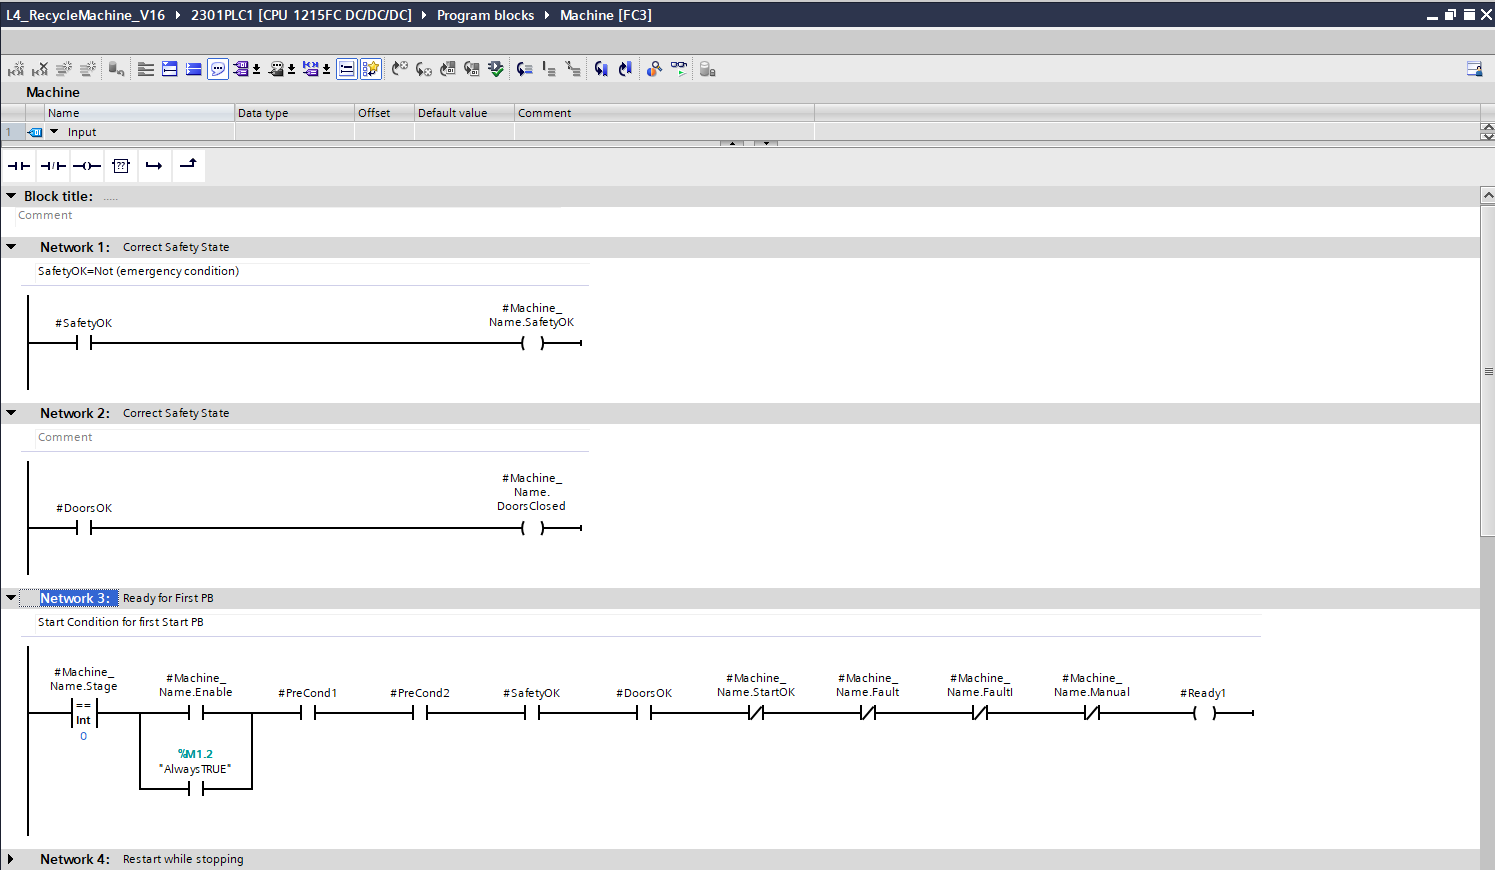 L4_RecycleMachine_V16 ▸ 2301PLC1 [CPU 1215FC DC/DC/DC] ▸ Program blocks ▸ Machine [FC3]
Machine
Name Data type Offset Default value Comment
1 Input
??
Block title: .....
Comment
Network 1: Correct Safety State
SafetyOK=Not (emergency condition)
#SafetyOK
#Machine_
Name.SafetyOK
Network 2: Correct Safety State
Comment
#DoorsOK
#Machine_
Name.
DoorsClosed
Network 3: Ready for First PB
Start Condition for first Start PB
#Machine_
Name.Stage
==
Int
0
#Machine_
Name.Enable
%M1.2
"AlwaysTRUE"
#PreCond1
#PreCond2
#SafetyOK
#DoorsOK
#Machine_
Name.StartOK
#Machine_
Name.Fault
#Machine_
Name.FaultI
#Machine_
Name.Manual
#Ready1
Network 4: Restart while stopping